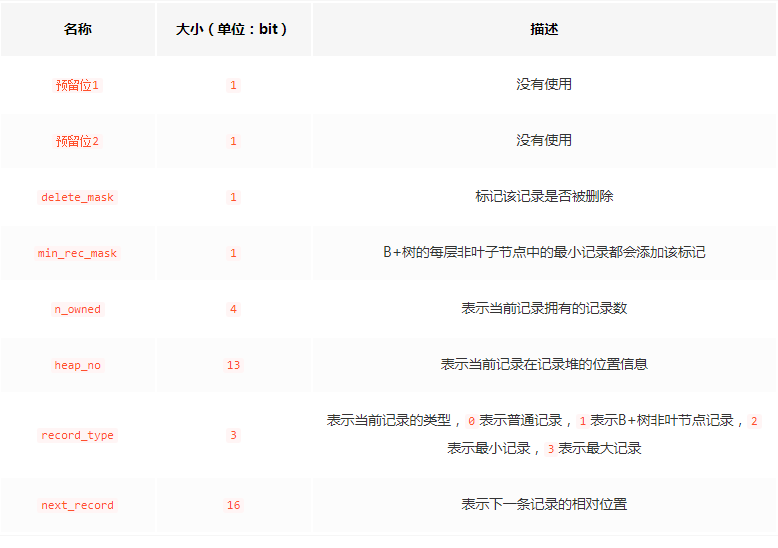 名称 大小（单位：bit） 描述
预留位1 1 没有使用
预留位2 1 没有使用
delete_mask 1 标记该记录是否被删除
min_rec_mask 1 B+树的每层非叶子节点中的最小记录都会添加该标记
n_owned 4 表示当前记录拥有的记录数
heap_no 13 表示当前记录在记录堆的位置信息
record_type 3 表示当前记录的类型，0 表示普通记录，1 表示B+树非叶节点记录，2
表示最小记录，3 表示最大记录
next_record 16 表示下一条记录的相对位置